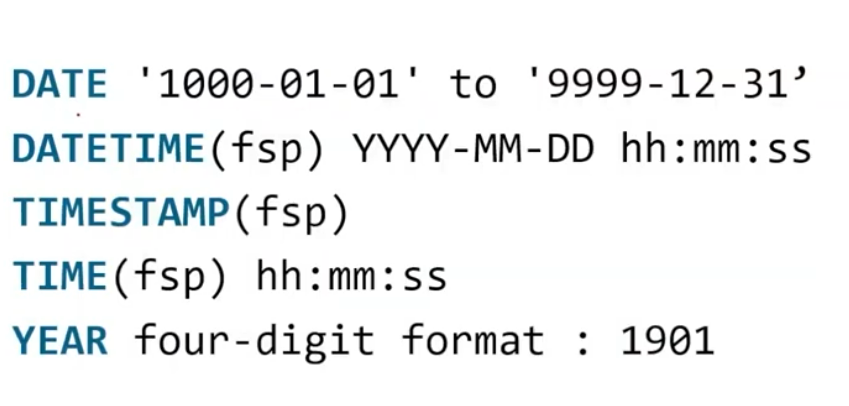 DATE '1000-01-01' to '9999-12-31’
DATETIME(fsp) YYYY-MM-DD hh:mm:ss
TIMESTAMP(fsp)
TIME(fsp) hh:mm:ss
YEAR four-digit format : 1901